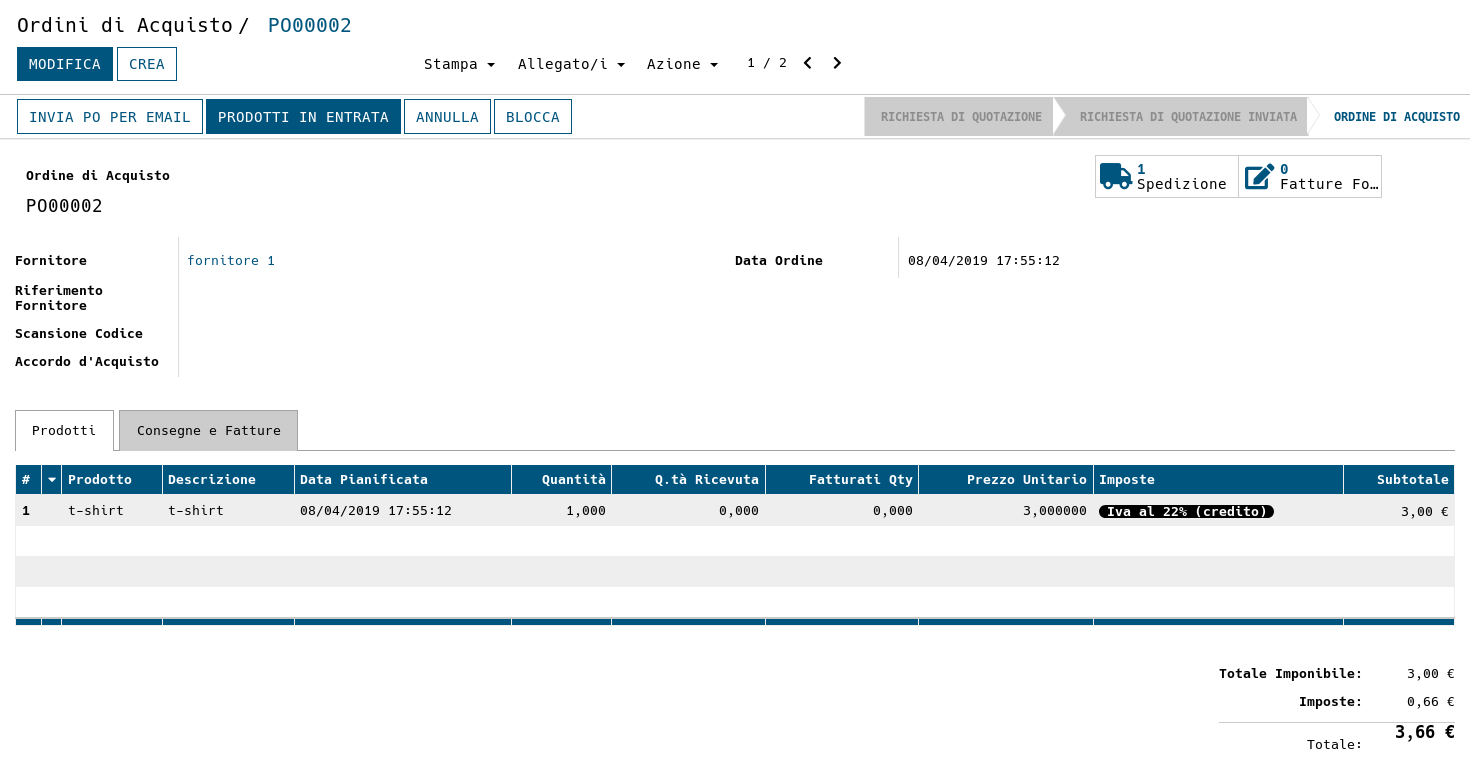 Ordini di Acquisto / PO00002
MODIFICA CREA Stampa Allegato/i Azione 1 / 2
INVIA PO PER EMAIL PRODOTTI IN ENTRATA ANNULLA BLOCCA RICHIESTA DI QUOTAZIONE RICHIESTA DI QUOTAZIONE INVIATA ORDINE DI ACQUISTO
1 Spedizione
0 Fatture Fo…
Ordine di Acquisto
PO00002
Fornitore fornitore 1 Data Ordine 08/04/2019 17:55:12
Riferimento
Fornitore
Scansione Codice
Accordo d'Acquisto
Prodotti Consegne e Fatture
# Prodotto Descrizione Data Pianificata Quantità Q.tà Ricevuta Fatturati Qty Prezzo Unitario Imposte Subtotale
1 t-shirt t-shirt 08/04/2019 17:55:12 1,000 0,000 0,000 3,000000 Iva al 22% (credito) 3,00 €
Totale Imponibile: 3,00 €
Imposte: 0,66 €
Totale: 3,66 €